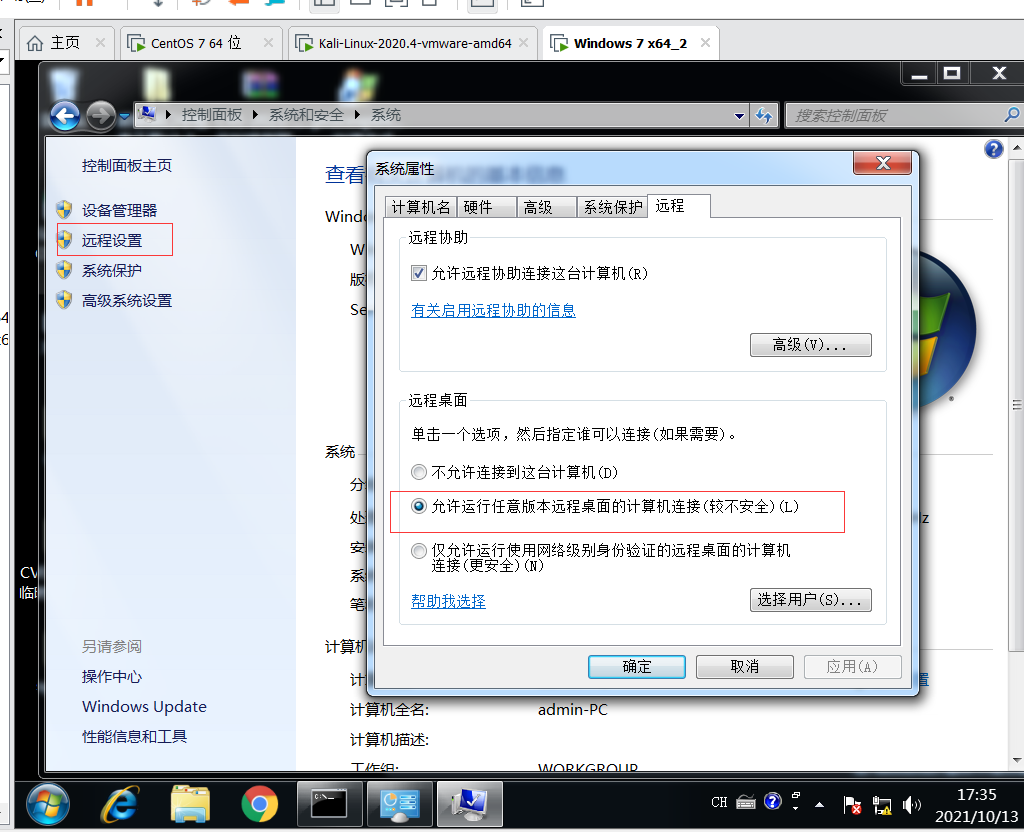 主页
CentOS 7 64 位
Kali-Linux-2020.4-vmware-amd64
Windows 7 x64_2
控制面板
系统和安全
系统
搜索控制面板
控制面板主页
设备管理器
远程设置
系统保护
高级系统设置
查看
Windo
W
版
Se
系统
分
处
z
安
系
笔
计算机
计
置
计算机全名:
admin-PC
计算机描述:
工作组:
WORKGROUP
系统属性
计算机名
硬件
高级
系统保护
远程
远程协助
允许远程协助连接这台计算机(R)
有关启用远程协助的信息
高级(V)...
远程桌面
单击一个选项，然后指定谁可以连接(如果需要)。
不允许连接到这台计算机(D)
允许运行任意版本远程桌面的计算机连接(较不安全)(L)
仅允许运行使用网络级别身份验证的远程桌面的计算机
连接(更安全)(N)
帮助我选择
选择用户(S)...
确定
取消
应用(A)
另请参阅
操作中心
Windows Update
性能信息和工具
CV
临
CH
17:35
2021/10/13